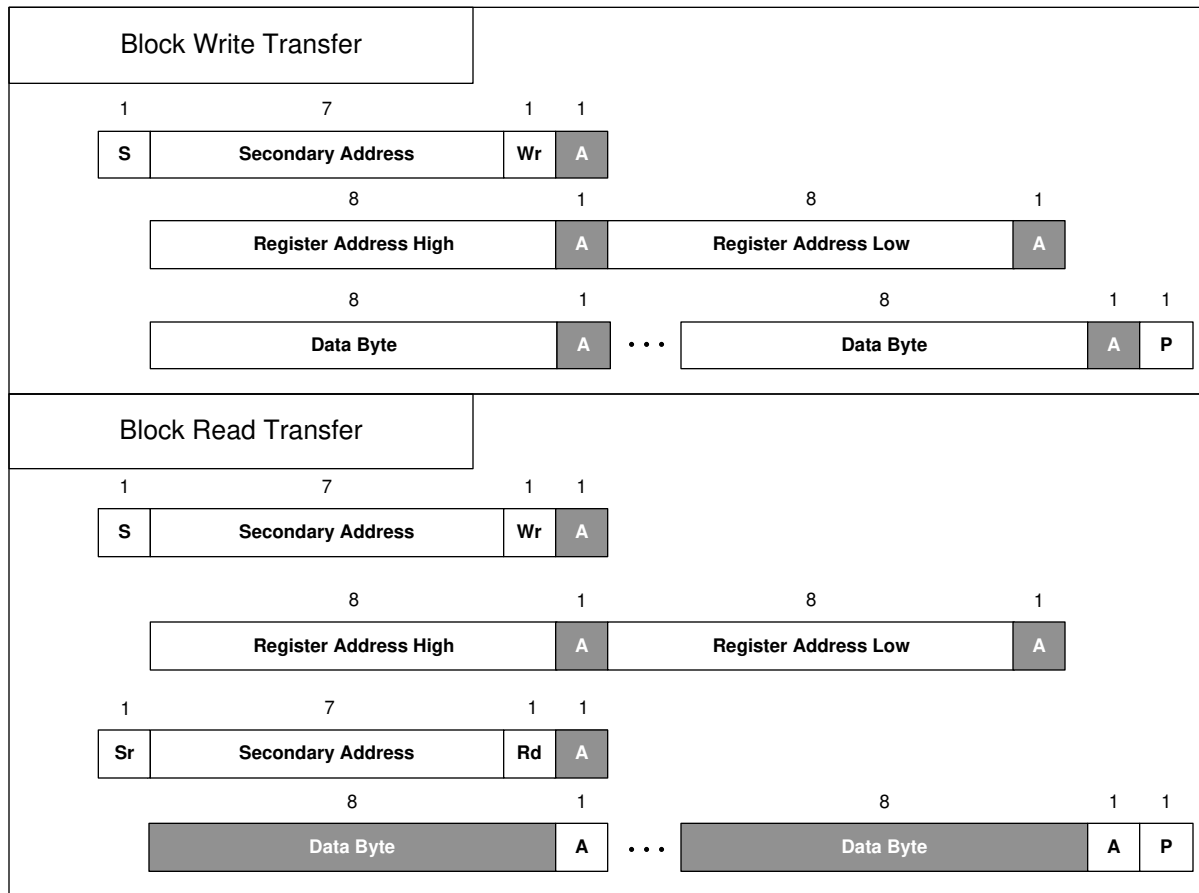 Block Write Transfer
1 7 1 1
S Secondary Address Wr A
8 1 8 1
Register Address High A Register Address Low A
8 1 8 1 1
Data Byte A • • • Data Byte A P
Block Read Transfer
1 7 1 1
S Secondary Address Wr A
8 1 8 1
Register Address High A Register Address Low A
1 7 1 1
Sr Secondary Address Rd A
8 1 8 1 1
Data Byte A • • • Data Byte A P